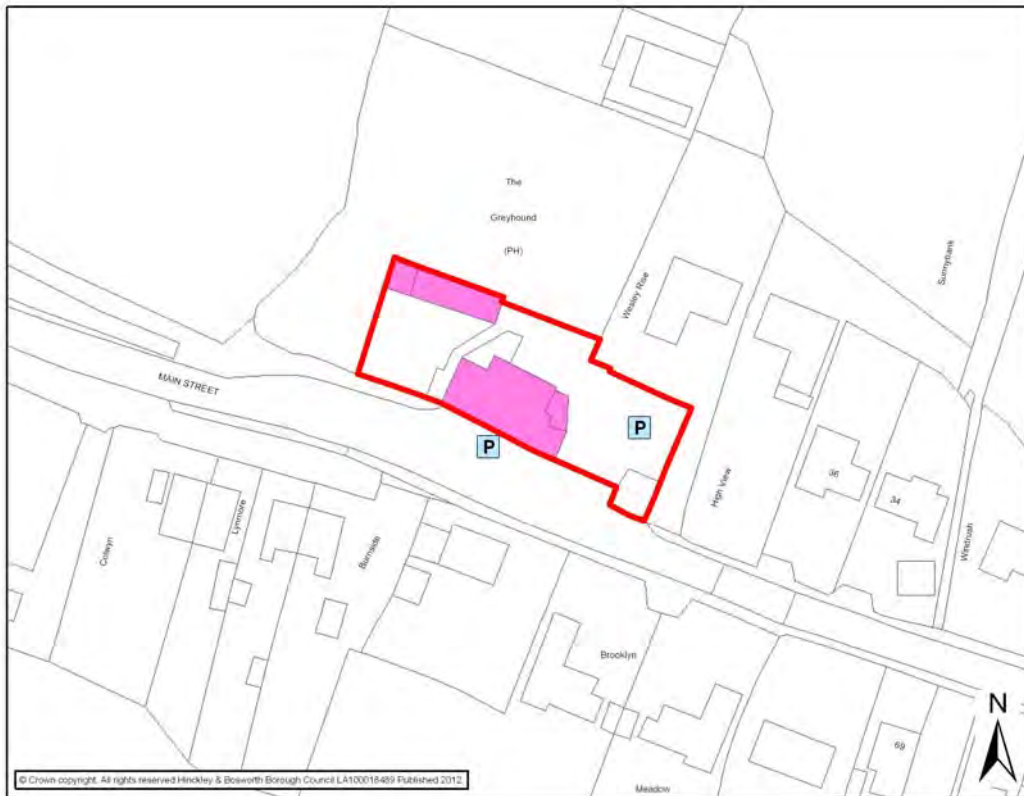 The
Greyhound
(PH)
Wesley Rise
Sunnybank
MAIN STREET
P
P
High View
36
34
Windrush
Colwyn
Lynmore
Burnside
Brooklyn
69
Meadow
N
© Crown copyright. All rights reserved Hinckley & Bosworth Borough Council LA100018489 Published 2012